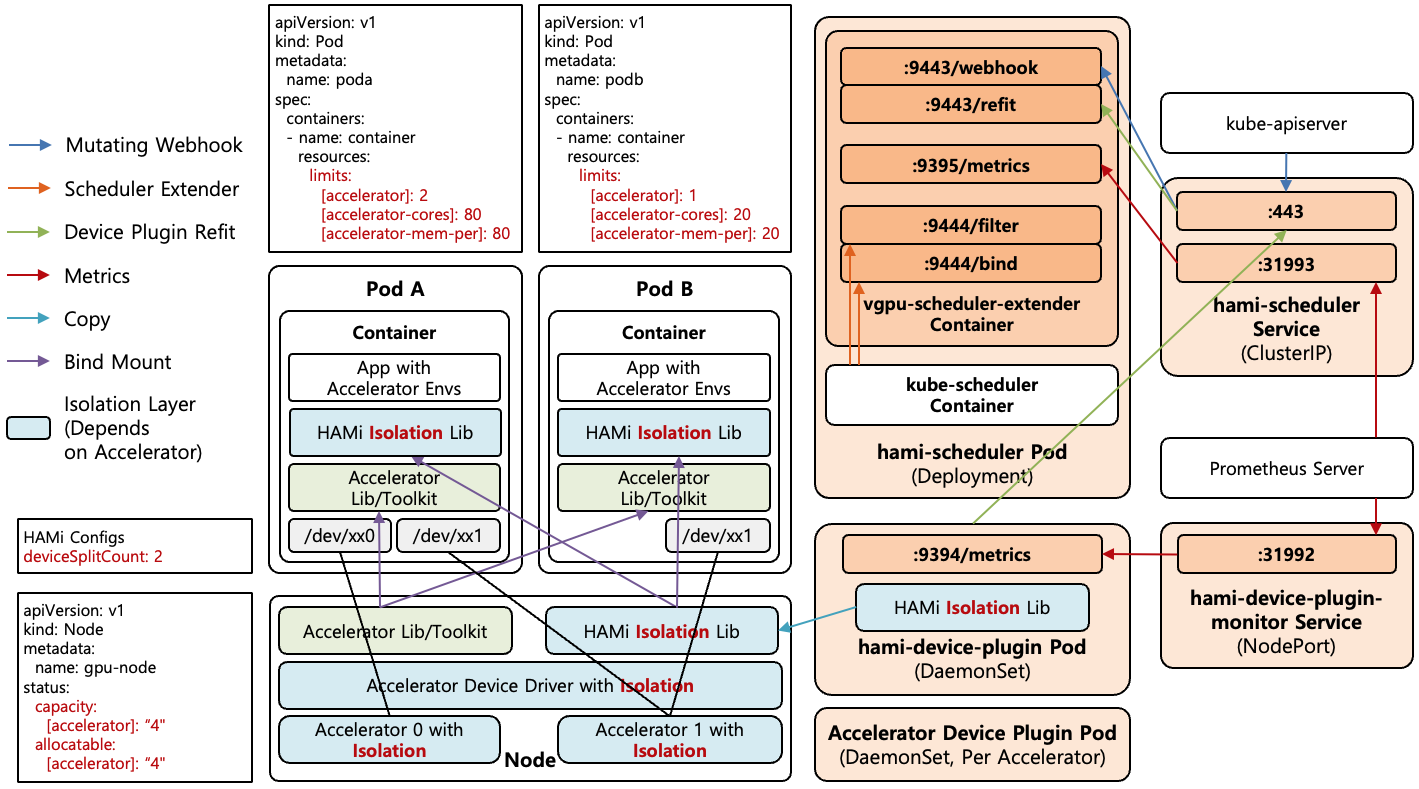 Mutating Webhook
Scheduler Extender
Device Plugin Refit
Metrics
Copy
Bind Mount
Isolation Layer
(Depends
on Accelerator)
HAMi Configs
deviceSplitCount: 2
apiVersion: v1
kind: Node
metadata:
name: gpu-node
status:
capacity:
[accelerator]: “4"
allocatable:
[accelerator]: “4"
apiVersion: v1
kind: Pod
metadata:
name: poda
spec:
containers:
- name: container
resources:
limits:
[accelerator]: 2
[accelerator-cores]: 80
[accelerator-mem-per]: 80
apiVersion: v1
kind: Pod
metadata:
name: podb
spec:
containers:
- name: container
resources:
limits:
[accelerator]: 1
[accelerator-cores]: 20
[accelerator-mem-per]: 20
Pod A
Container
App with
Accelerator Envs
HAMi Isolation Lib
Accelerator
Lib/Toolkit
/dev/xx0
/dev/xx1
Pod B
Container
App with
Accelerator Envs
HAMi Isolation Lib
Accelerator
Lib/Toolkit
/dev/xx1
Accelerator Lib/Toolkit
HAMi Isolation Lib
Accelerator Device Driver with Isolation
Accelerator 0 with
Isolation
Accelerator 1 with
Isolation
Node
:9443/webhook
:9443/refit
:9395/metrics
:9444/filter
:9444/bind
vgpu-scheduler-extender
Container
kube-scheduler
Container
hami-scheduler Pod
(Deployment)
:9394/metrics
HAMi Isolation Lib
hami-device-plugin Pod
(DaemonSet)
Accelerator Device Plugin Pod
(DaemonSet, Per Accelerator)
kube-apiserver
:443
:31993
hami-scheduler
Service
(ClusterIP)
Prometheus Server
:31992
hami-device-plugin-
monitor Service
(NodePort)